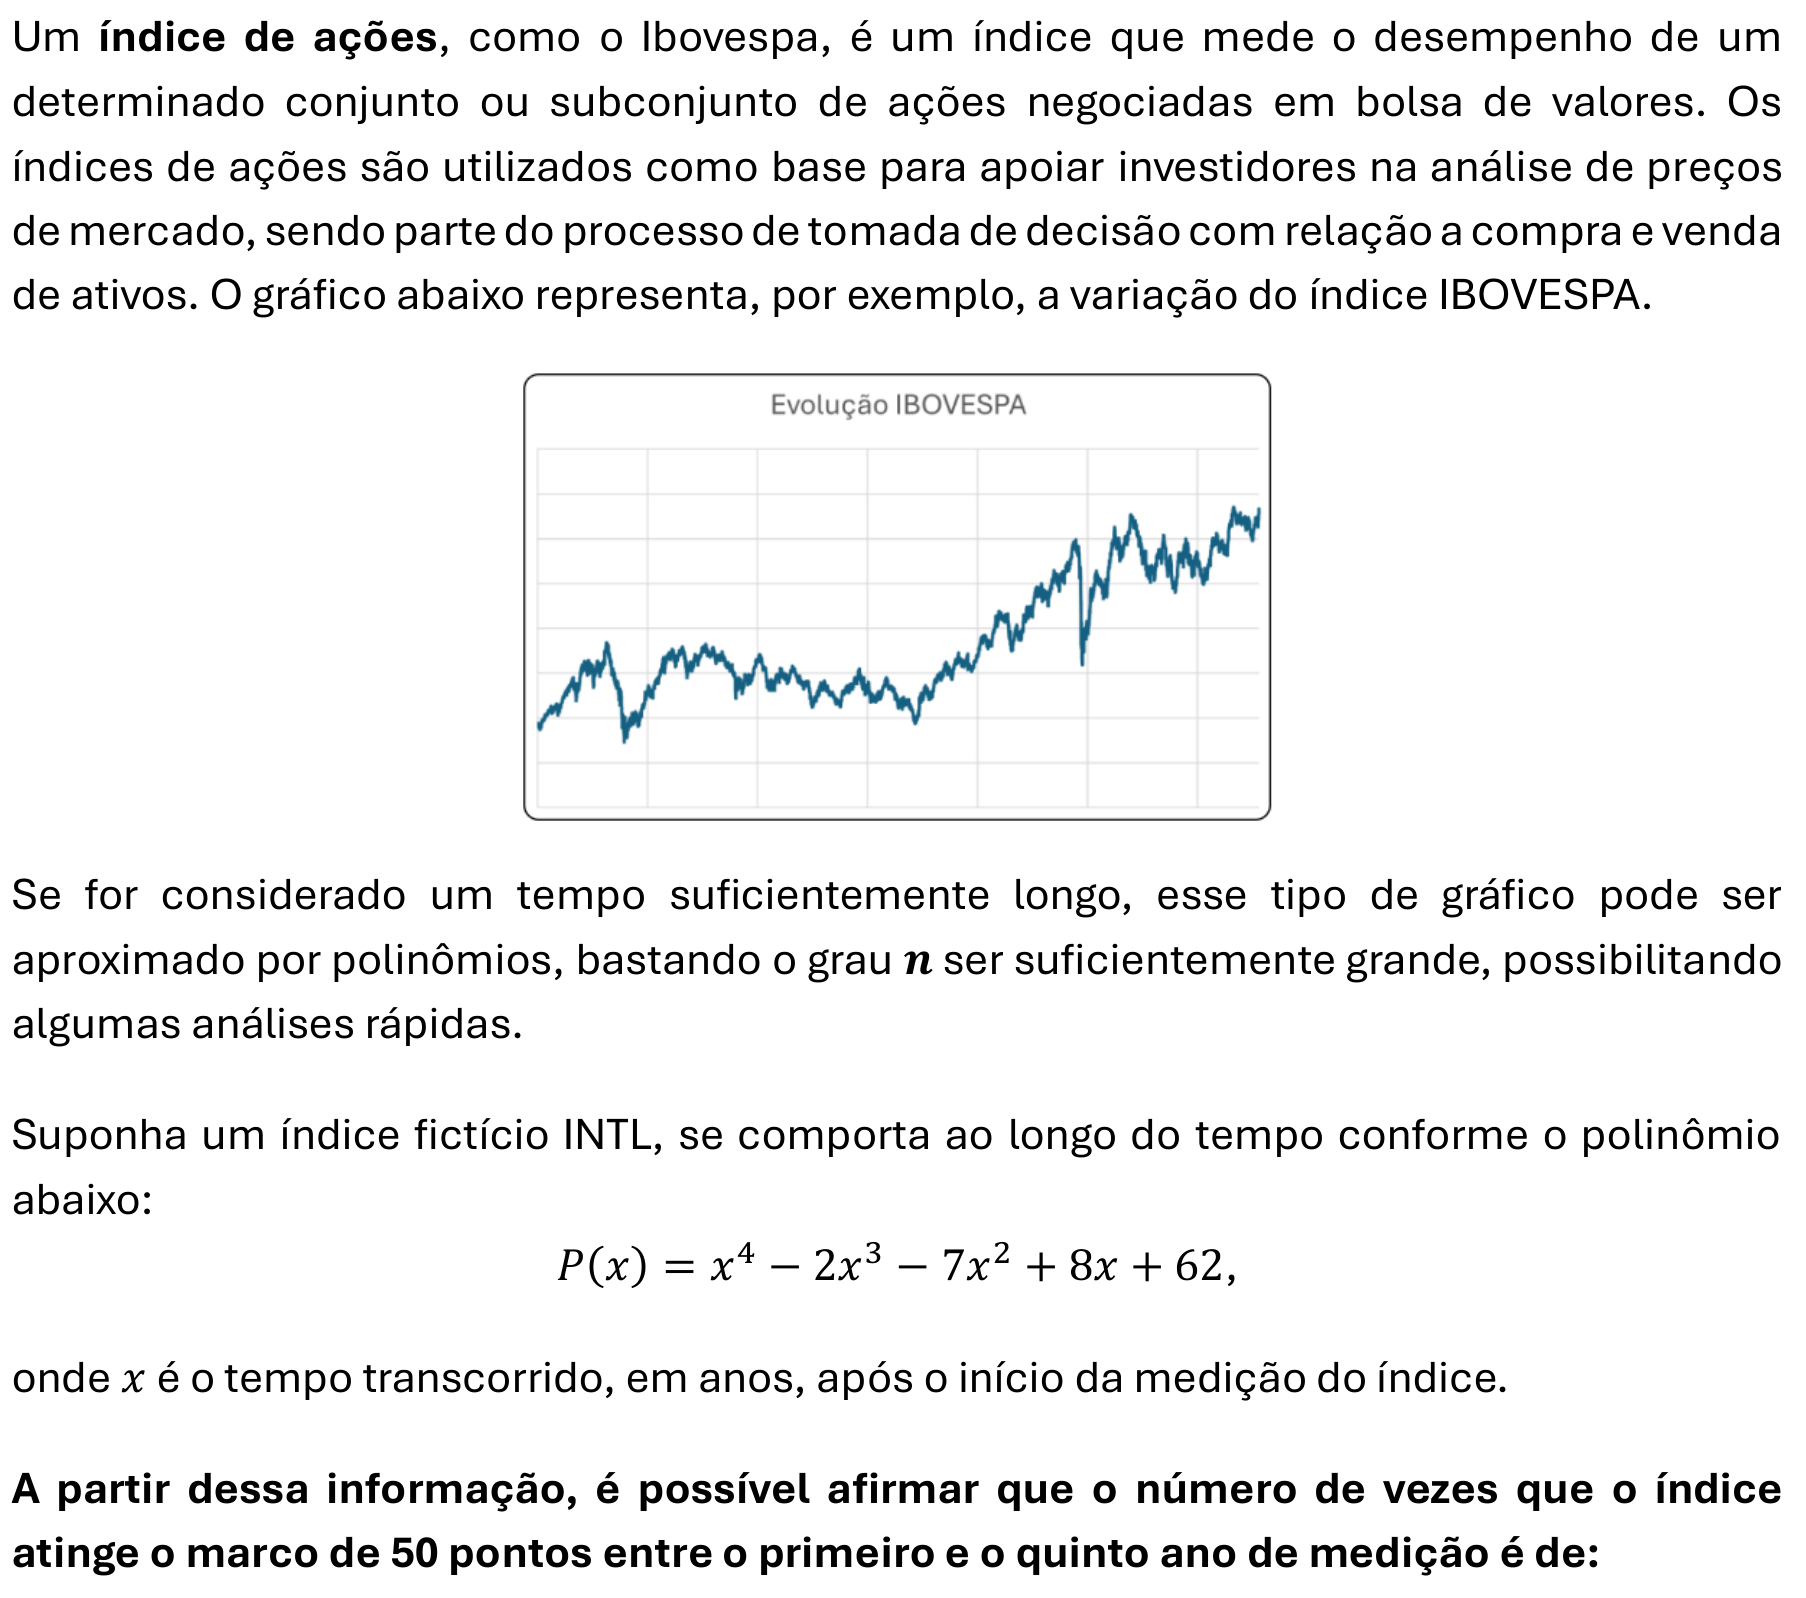 Um índice de ações, como o Ibovespa, é um índice que mede o desempenho de um
determinado conjunto ou subconjunto de ações negociadas em bolsa de valores. Os
índices de ações são utilizados como base para apoiar investidores na análise de preços
de mercado, sendo parte do processo de tomada de decisão com relação a compra e venda
de ativos. O gráfico abaixo representa, por exemplo, a variação do índice IBOVESPA.
Evolução IBOVESPA
Se for considerado um tempo suficientemente longo, esse tipo de gráfico pode ser
aproximado por polinômios, bastando o grau n ser suficientemente grande, possibilitando
algumas análises rápidas.
Suponha um índice fictício INTL, se comporta ao longo do tempo conforme o polinômio
abaixo:
P(x) = x⁴ − 2x³ − 7x² + 8x + 62,
onde x é o tempo transcorrido, em anos, após o início da medição do índice.
A partir dessa informação, é possível afirmar que o número de vezes que o índice
atinge o marco de 50 pontos entre o primeiro e o quinto ano de medição é de: